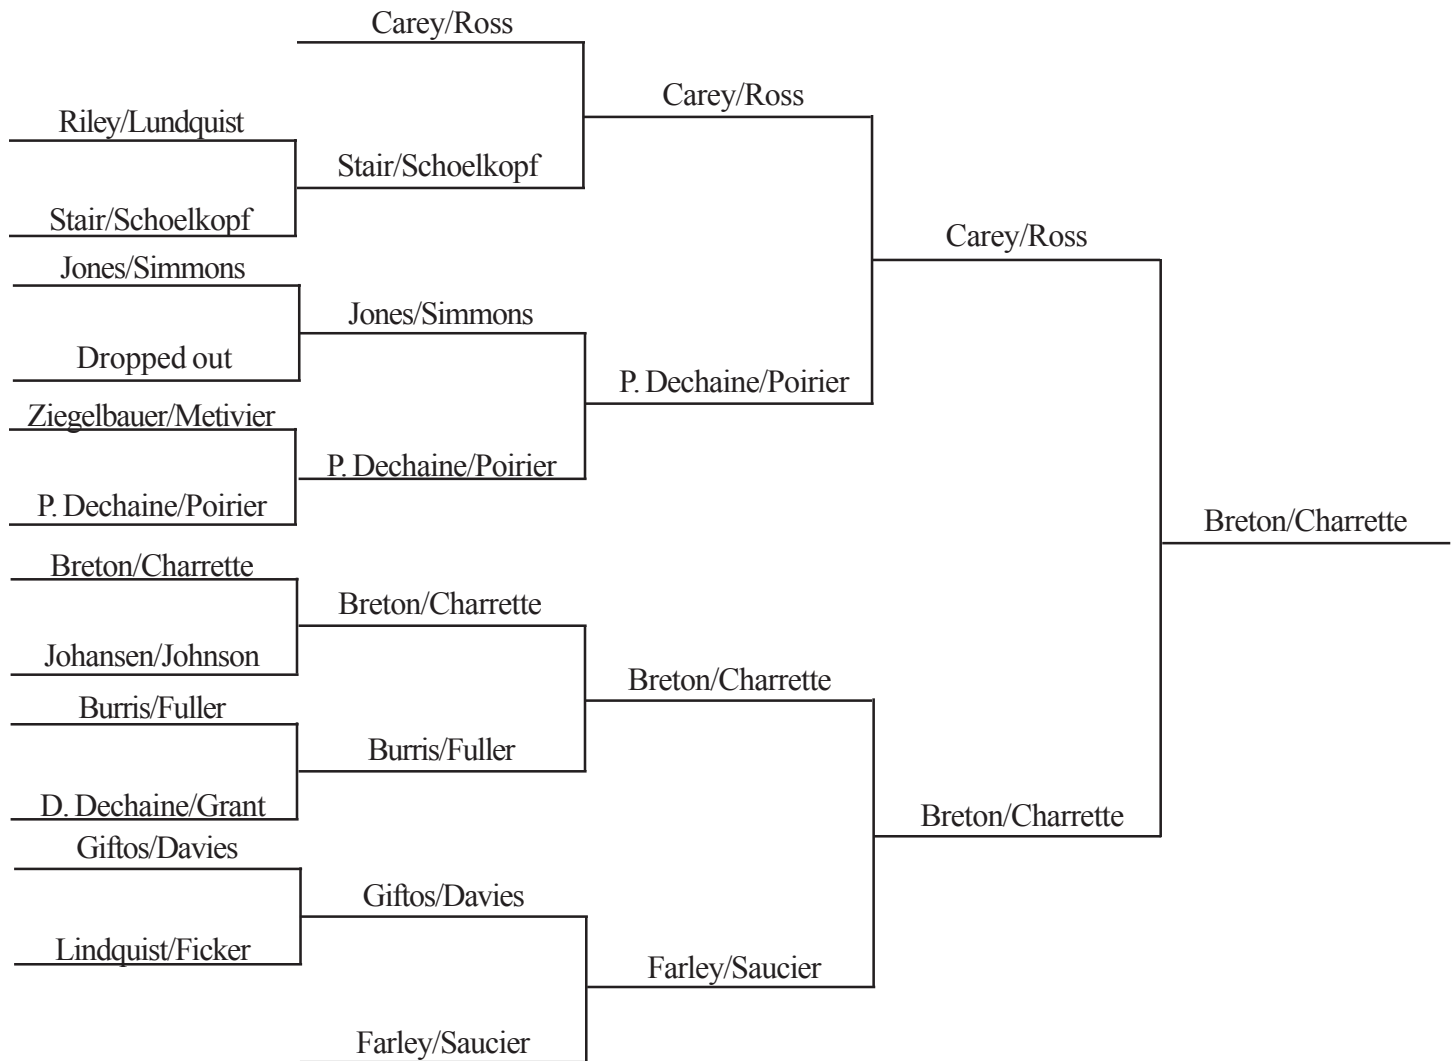 Carey/Ross
Riley/Lundquist
Stair/Schoelkopf
Stair/Schoelkopf
Jones/Simmons
Dropped out
Jones/Simmons
Ziegelbauer/Metivier
P. Dechaine/Poirier
P. Dechaine/Poirier
Breton/Charrette
Johansen/Johnson
Breton/Charrette
Burris/Fuller
D. Dechaine/Grant
Burris/Fuller
Giftos/Davies
Lindquist/Ficker
Giftos/Davies
Farley/Saucier
Carey/Ross
P. Dechaine/Poirier
Breton/Charrette
Farley/Saucier
Carey/Ross
Breton/Charrette
Breton/Charrette